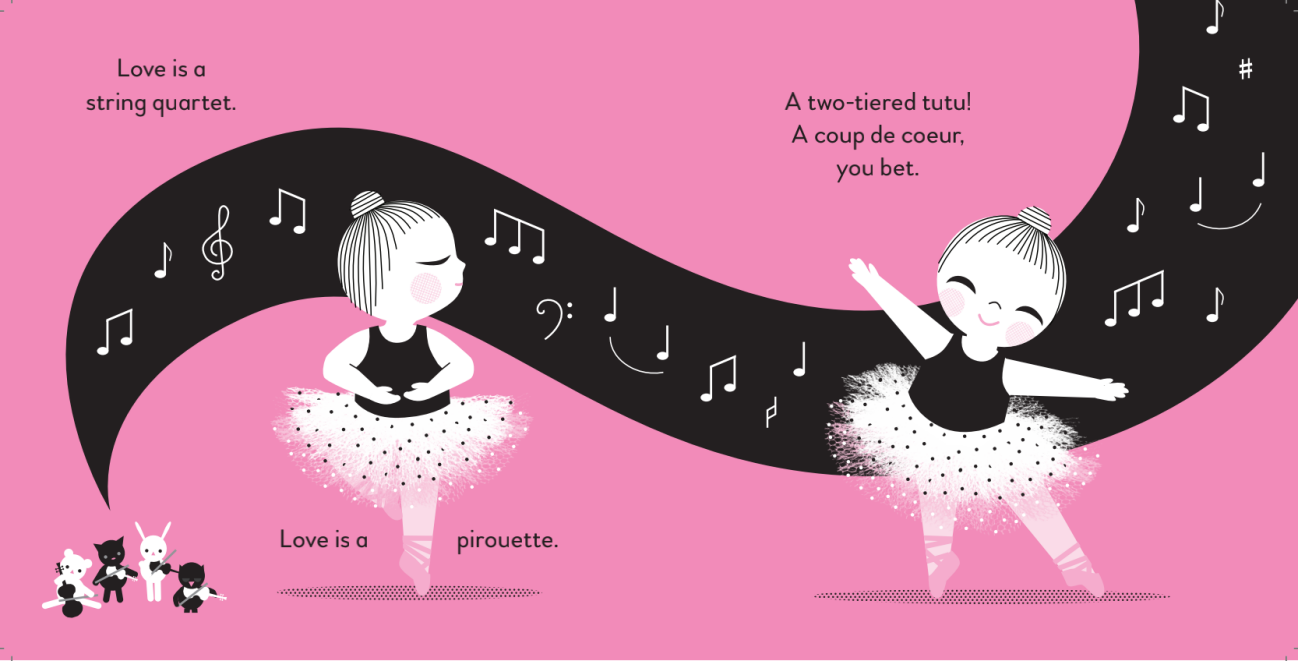 Love is a
string quartet.
Love is a pirouette.
A two-tiered tutu!
A coup de coeur,
you bet.